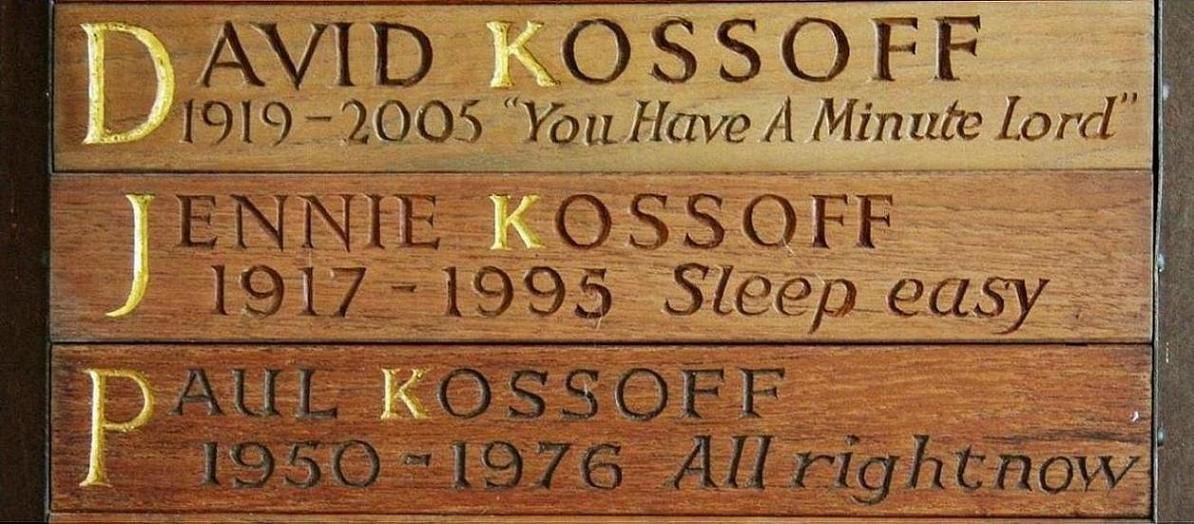 DAVID KOSSOFF
1919-2005 "You Have A Minute Lord"
JENNIE KOSSOFF
1917-1995 Sleep easy
PAUL KOSSOFF
1950-1976 All right now